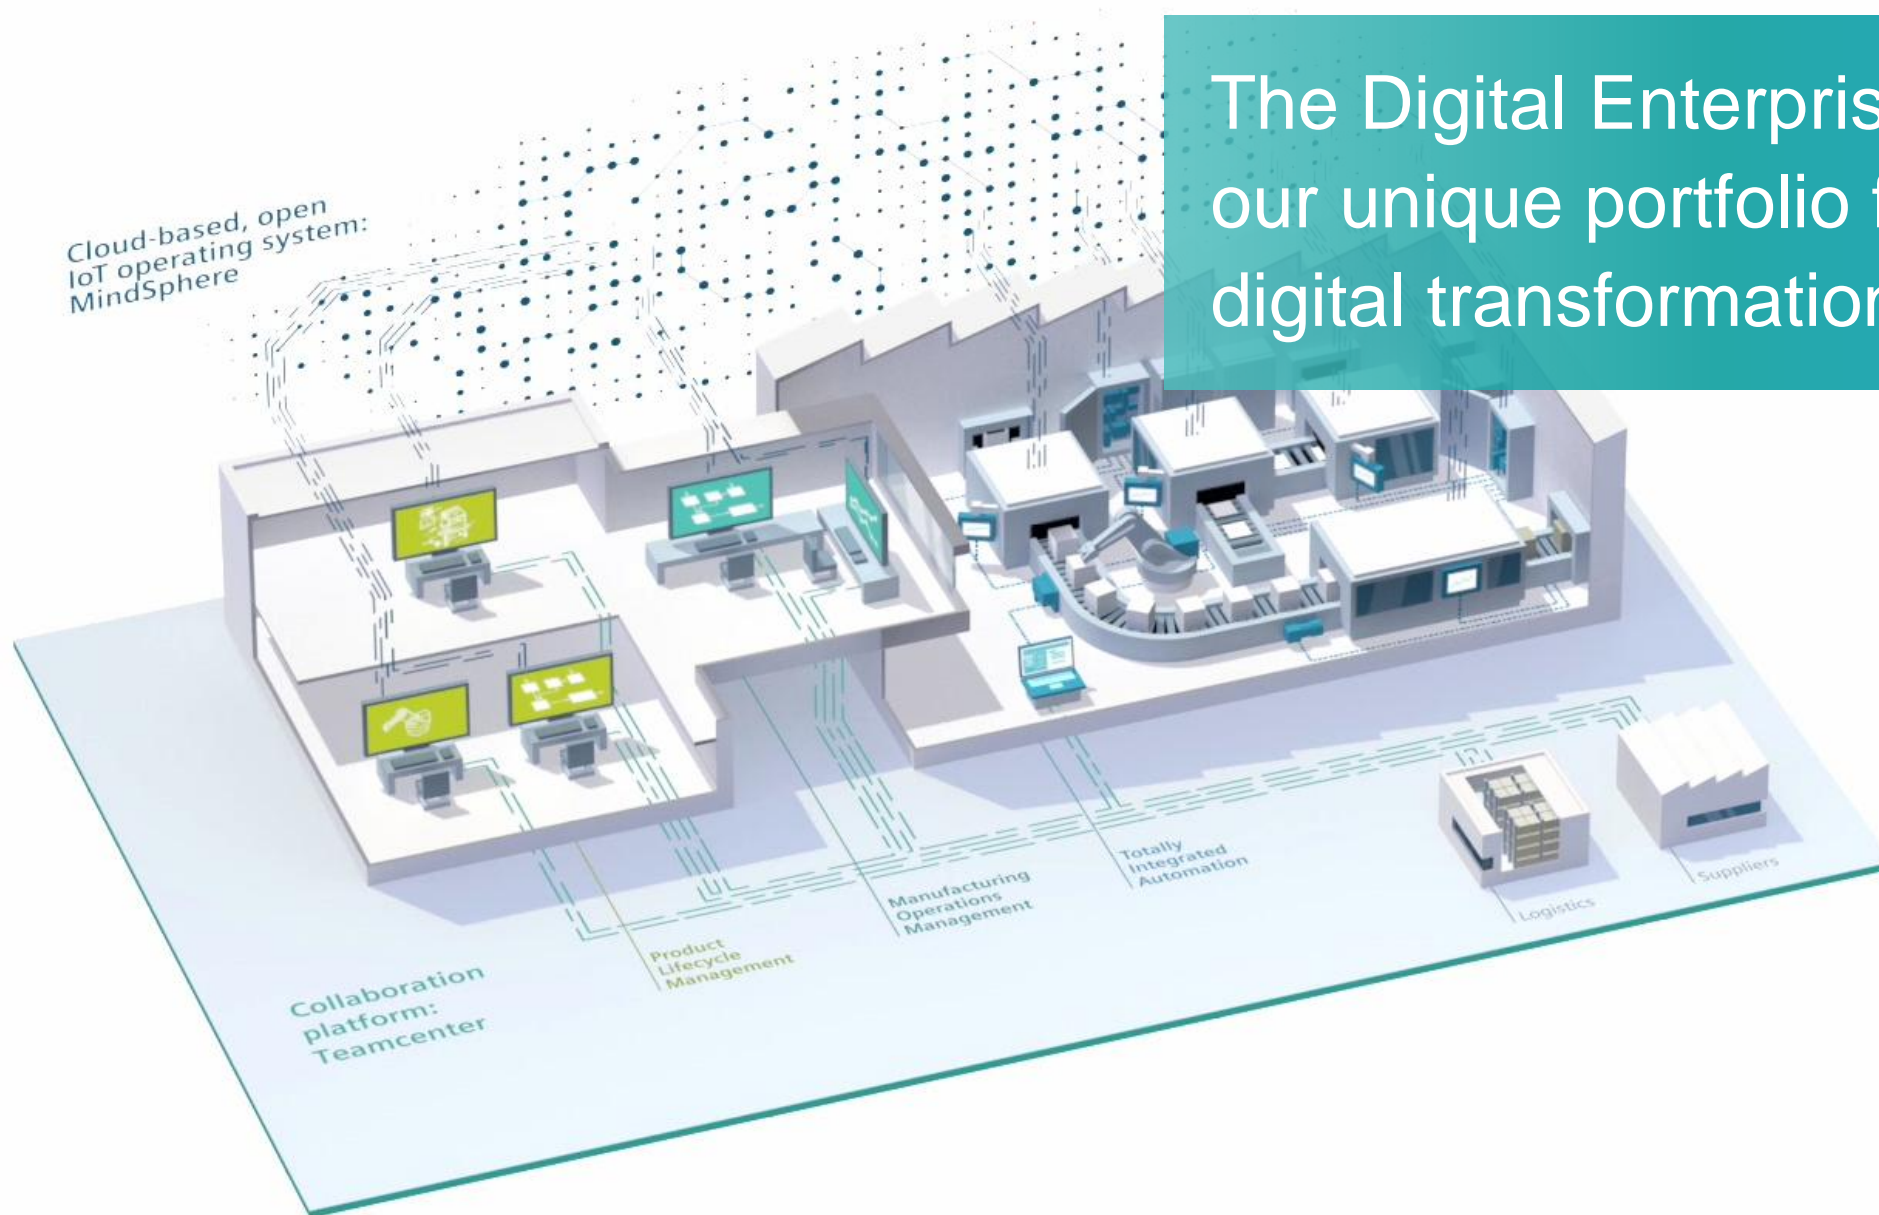 The Digital Enterpris
our unique portfolio f
digital transformation
Cloud-based, open
IoT operating system:
MindSphere
Totally
Integrated
Automation
Manufacturing
Operations
Management
Product
Lifecycle
Management
Logistics
Suppliers
Collaboration
platform:
Teamcenter